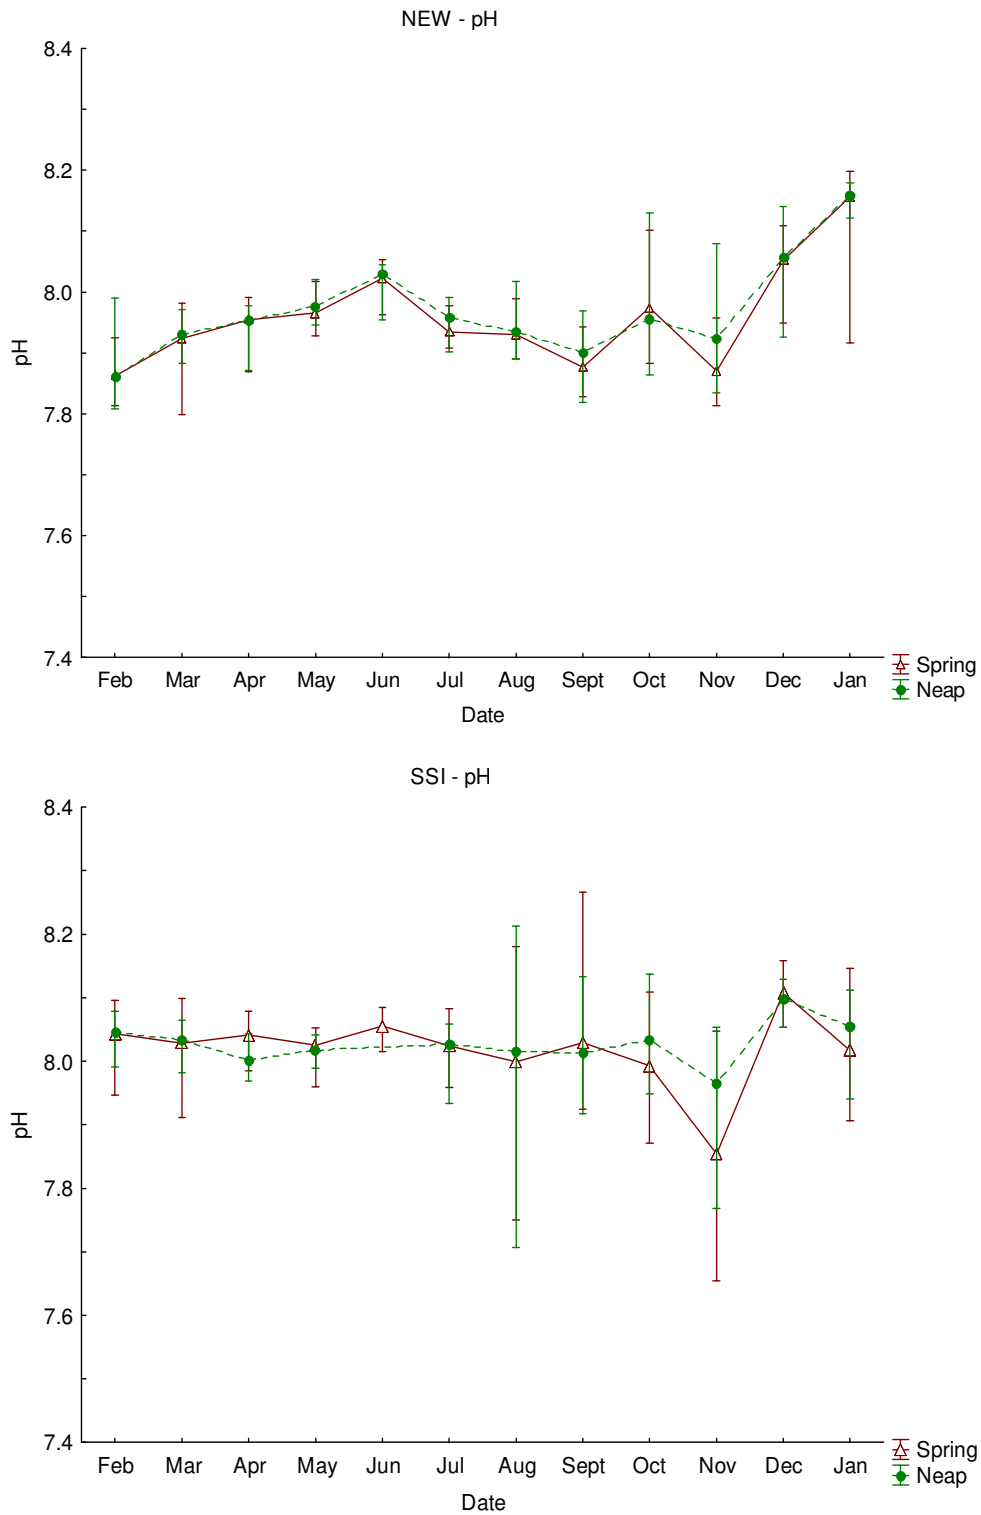 NEW - pH
8.4
8.2
8.0
7.8
7.6
7.4
pH
Feb Mar Apr May Jun Jul Aug Sept Oct Nov Dec Jan
Date
Spring
Neap
SSI - pH
8.4
8.2
8.0
7.8
7.6
7.4
pH
Feb Mar Apr May Jun Jul Aug Sept Oct Nov Dec Jan
Date
Spring
Neap